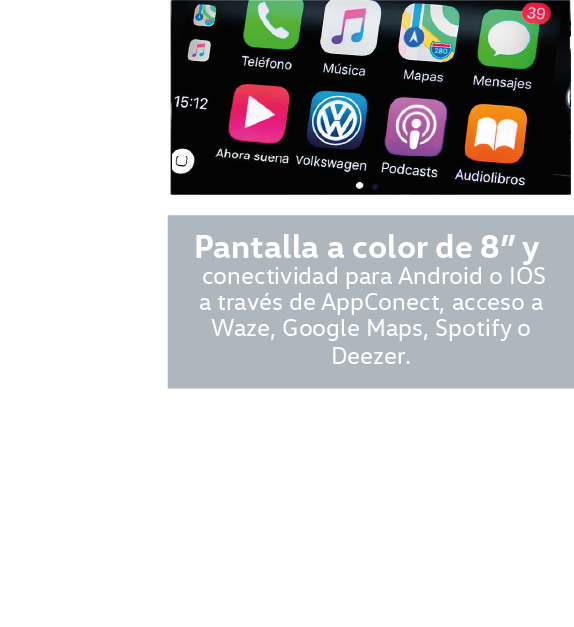 39
280
Teléfono Música Mapas Mensajes
15:12
Ahora suena Volkswagen Podcasts Audiolibros
Pantalla a color de 8” y
conectividad para Android o IOS
a través de AppConect, acceso a
Waze, Google Maps, Spotify o
Deezer.